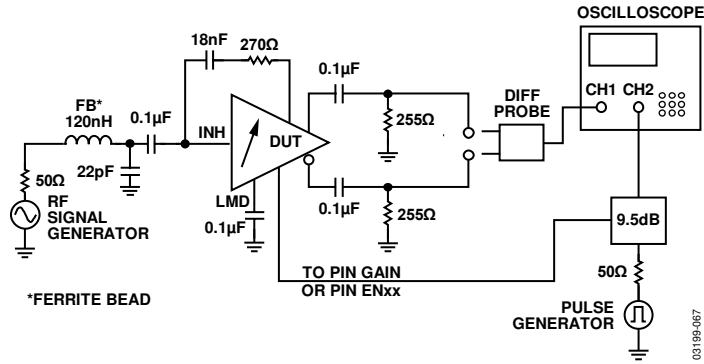 OSCILLOSCOPE
18nF
270Ω
0.1µF
FB*
120nH
0.1µF
DIFF
PROBE
CH1
CH2
INH
DUT
255Ω
22pF
50Ω
LMD
0.1µF
255Ω
9.5dB
RF
SIGNAL
GENERATOR
0.1µF
TO PIN GAIN
OR PIN ENxx
50Ω
*FERRITE BEAD
PULSE
GENERATOR
03199-067